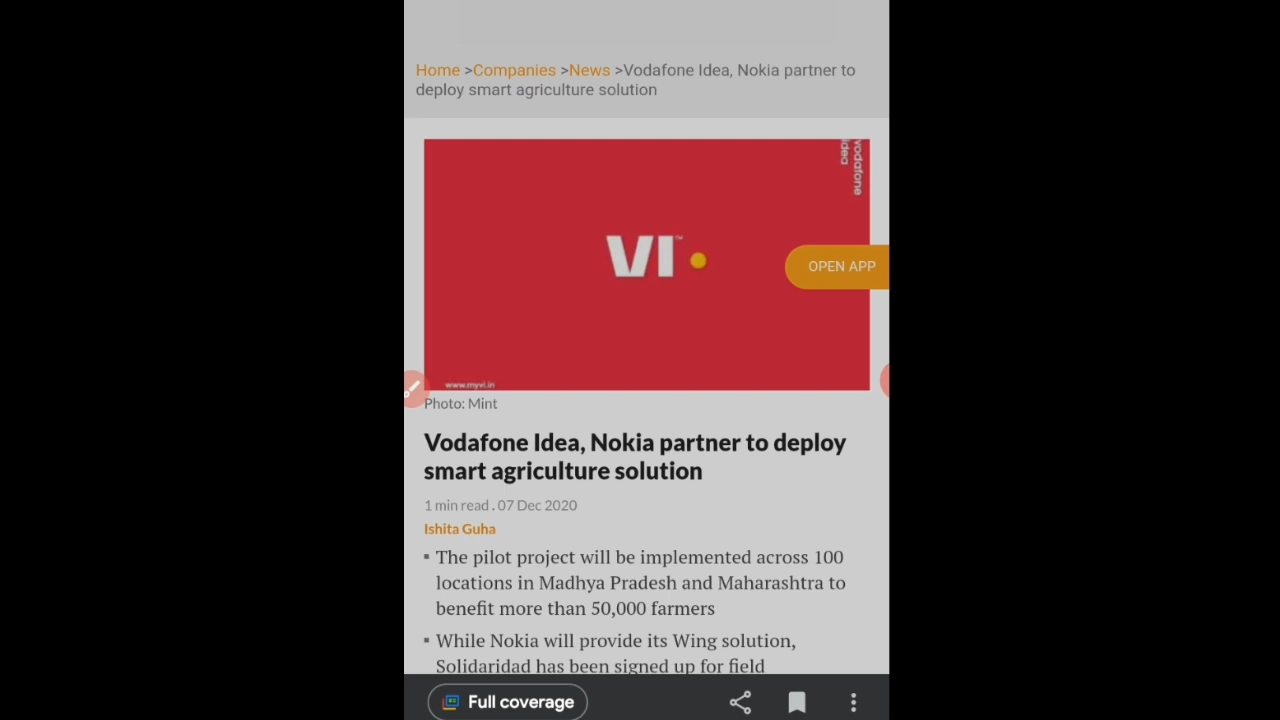 Home >Companies >News >Vodafone Idea, Nokia partner to
deploy smart agriculture solution
vodafone
idea
VI™
OPEN APP
www.myvi.in
Photo: Mint
Vodafone Idea, Nokia partner to deploy
smart agriculture solution
1 min read . 07 Dec 2020
Ishita Guha
▪ The pilot project will be implemented across 100
locations in Madhya Pradesh and Maharashtra to
benefit more than 50,000 farmers
▪ While Nokia will provide its Wing solution,
Solidaridad has been signed up for field
Full coverage